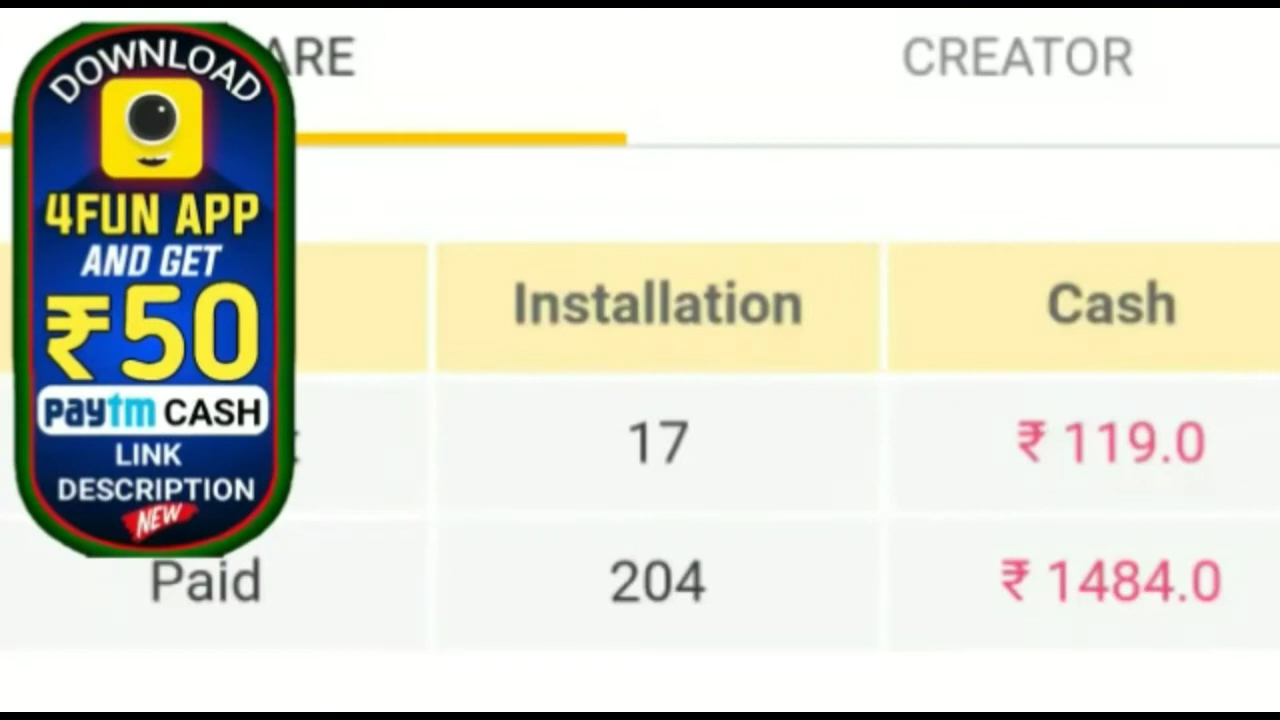 DOWNLOAD
4FUN APP
AND GET
₹50
paytm CASH
LINK
DESCRIPTION
NEW
CREATOR
Installation Cash
17 ₹ 119.0
Paid 204 ₹ 1484.0